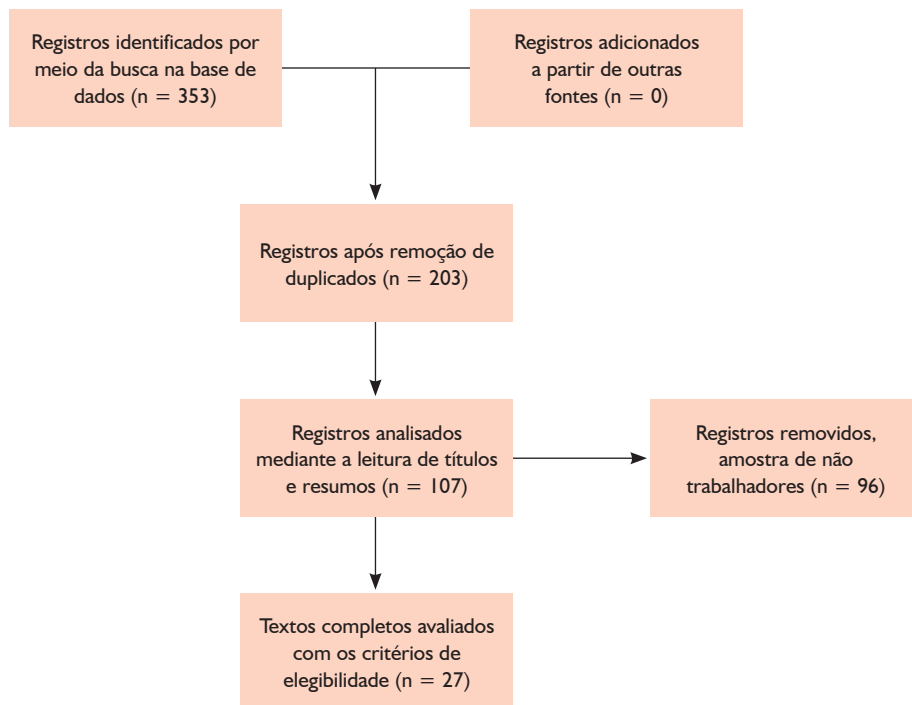 Registros identificados por
meio da busca na base de
dados (n = 353)
Registros adicionados
a partir de outras
fontes (n = 0)
Registros após remoção de
duplicados (n = 203)
Registros analisados
mediante a leitura de títulos
e resumos (n = 107)
Registros removidos,
amostra de não
trabalhadores (n = 96)
Textos completos avaliados
com os critérios de
elegibilidade (n = 27)